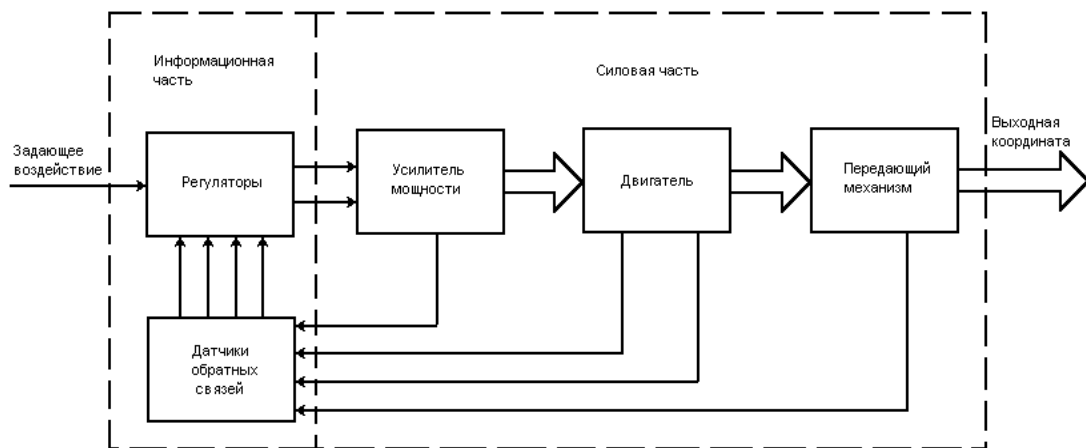 Информационная
часть
Силовая часть
Задающее
воздействие
Регуляторы
Усилитель
мощности
Двигатель
Передающий
механизм
Выходная
координата
Датчики
обратных
связей